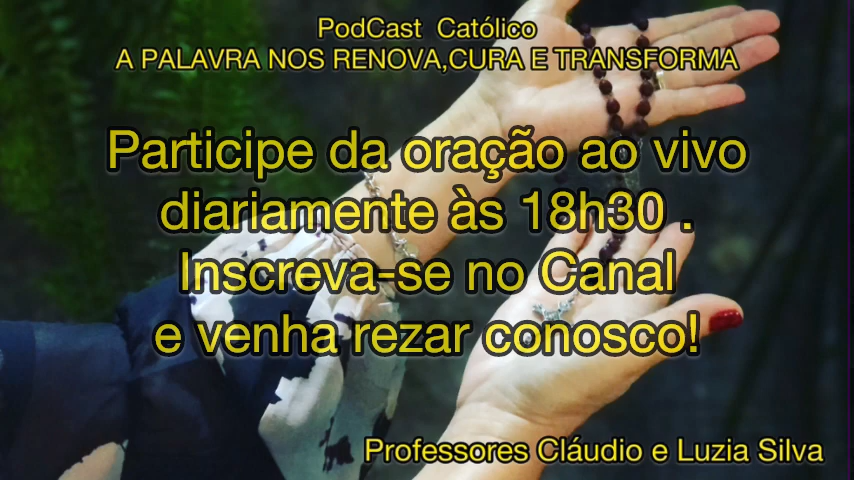 PodCast Católico
A PALAVRA NOS RENOVA,CURA E TRANSFORMA
Participe da oração ao vivo
diariamente às 18h30 .
Inscreva-se no Canal
e venha rezar conosco!
Professores Cláudio e Luzia Silva